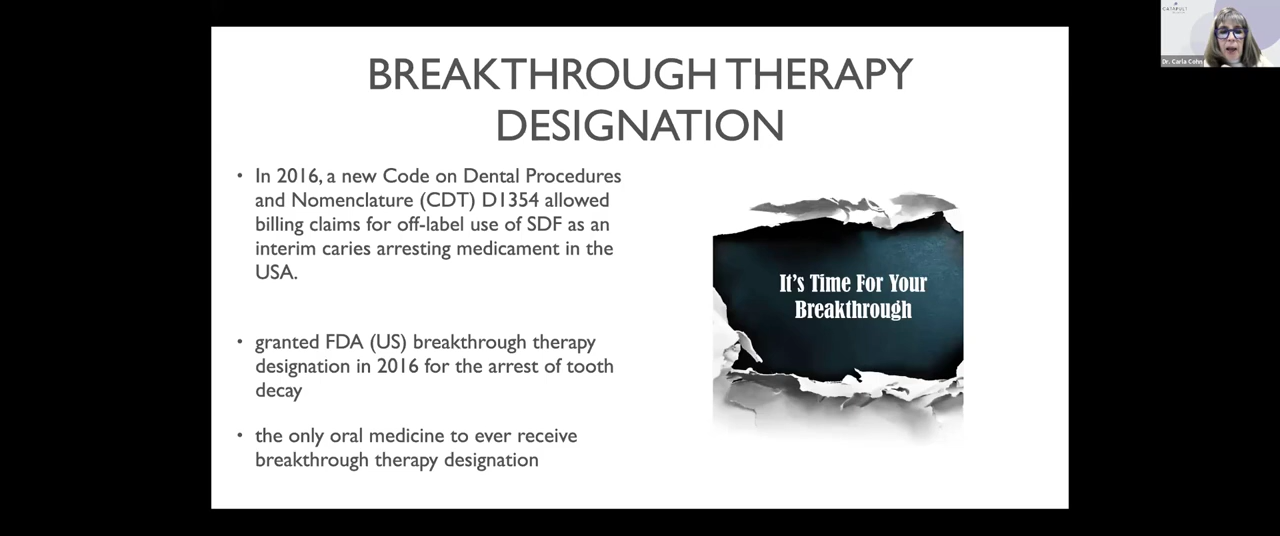 BREAKTHROUGH THERAPY
DESIGNATION
• In 2016, a new Code on Dental Procedures
and Nomenclature (CDT) D1354 allowed
billing claims for off-label use of SDF as an
interim caries arresting medicament in the
USA.
• granted FDA (US) breakthrough therapy
designation in 2016 for the arrest of tooth
decay
• the only oral medicine to ever receive
breakthrough therapy designation
It's Time For Your
Breakthrough
CATAPULT
Dr. Carla Cohn